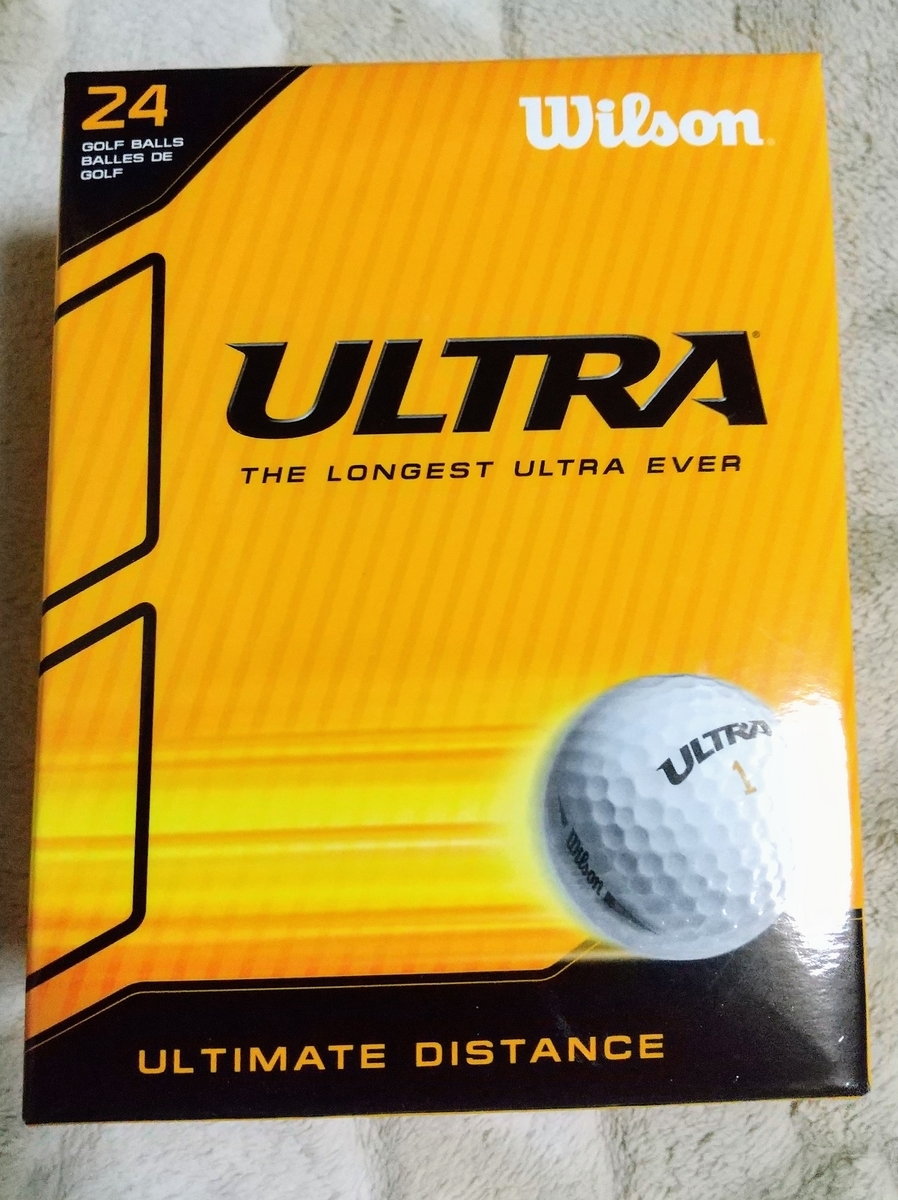 24
GOLF BALLS
BALLES DE
GOLF
Wilson
ULTRA®
THE LONGEST ULTRA EVER
ULTRA
1
Wilson
ULTIMATE DISTANCE